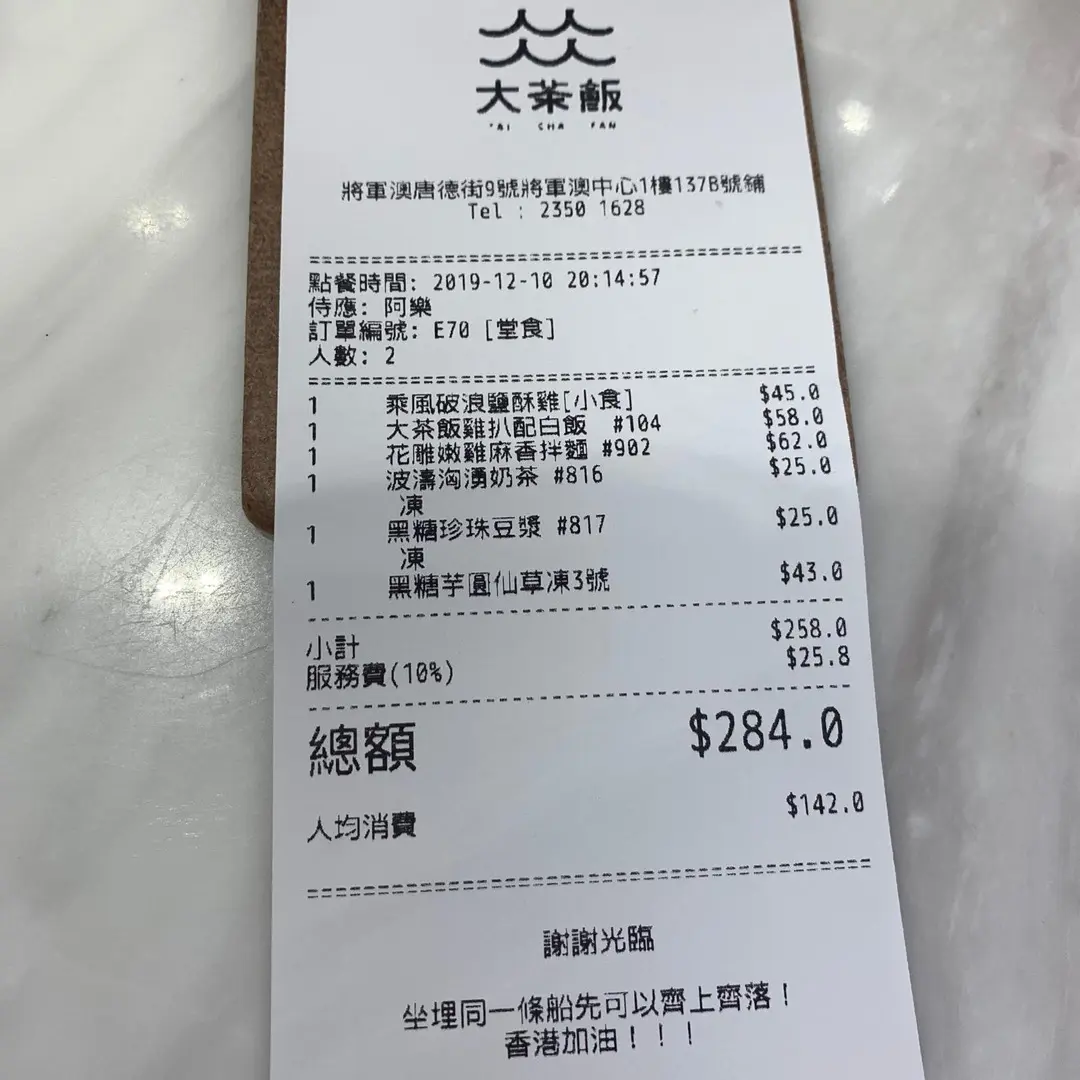 大茶飯
TAI CHA FAN
將軍澳唐德街9號將軍澳中心1樓137B號鋪
Tel : 2350 1628
點餐時間: 2019-12-10 20:14:57
侍應: 阿樂
訂單編號: E70 [堂食]
人數: 2
1 乘風破浪鹽酥雞[小食] $45.0
1 大茶飯雞扒配白飯 #104 $58.0
1 花雕嫩雞麻香拌麵 #902 $62.0
1 波濤洶湧奶茶 #816 $25.0
凍
1 黑糖珍珠豆漿 #817 $25.0
凍
1 黑糖芋圓仙草凍3號 $43.0
小計 $258.0
服務費(10%) $25.8
總額 $284.0
人均消費 $142.0
謝謝光臨
坐埋同一條船先可以齊上齊落！
香港加油！！！